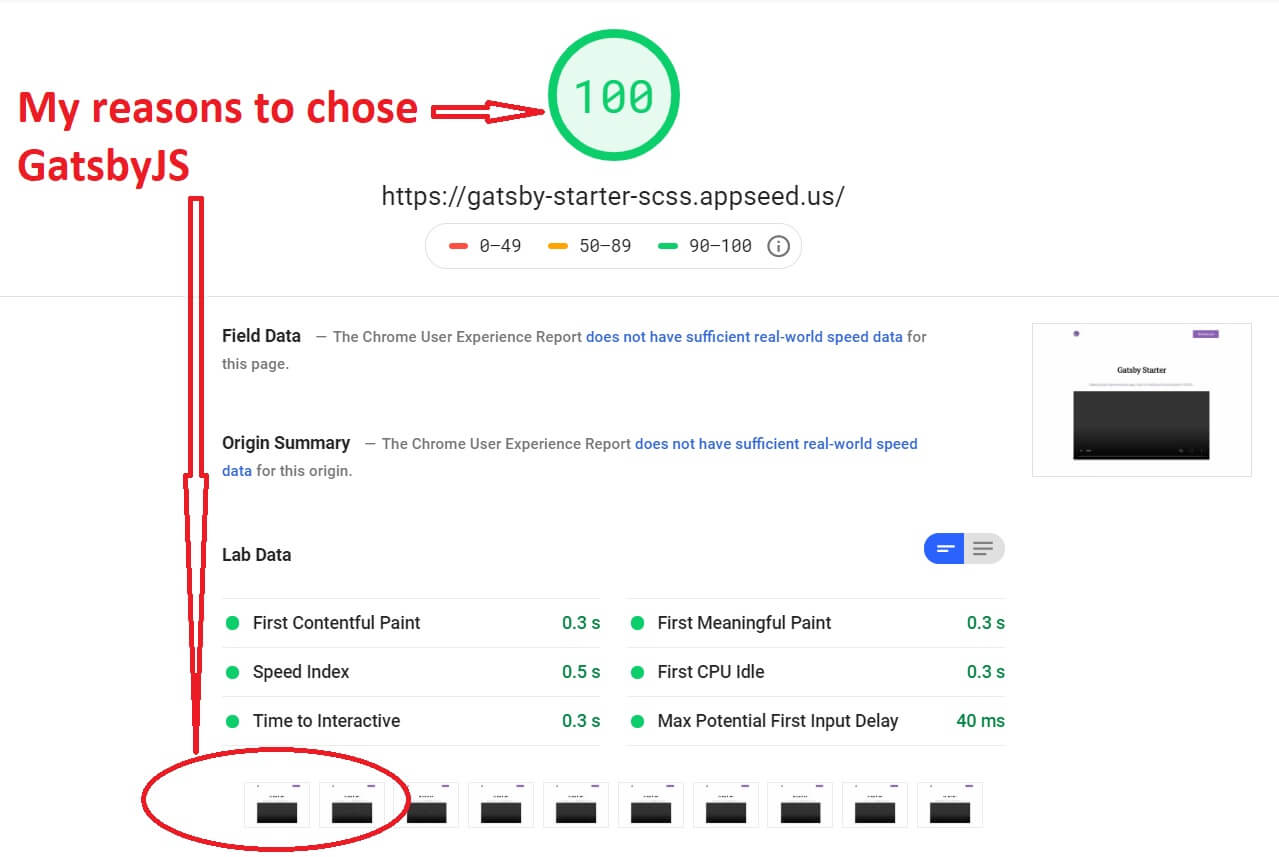 My reasons to chose
GatsbyJS
100
https://gatsby-starter-scss.appseed.us/
0–49 50–89 90–100
Field Data — The Chrome User Experience Report does not have sufficient real-world speed data for
this page.
Gatsby Starter
Origin Summary — The Chrome User Experience Report does not have sufficient real-world speed
data for this origin.
Lab Data
First Contentful Paint 0.3 s
First Meaningful Paint 0.3 s
Speed Index 0.5 s
First CPU Idle 0.3 s
Time to Interactive 0.3 s
Max Potential First Input Delay 40 ms